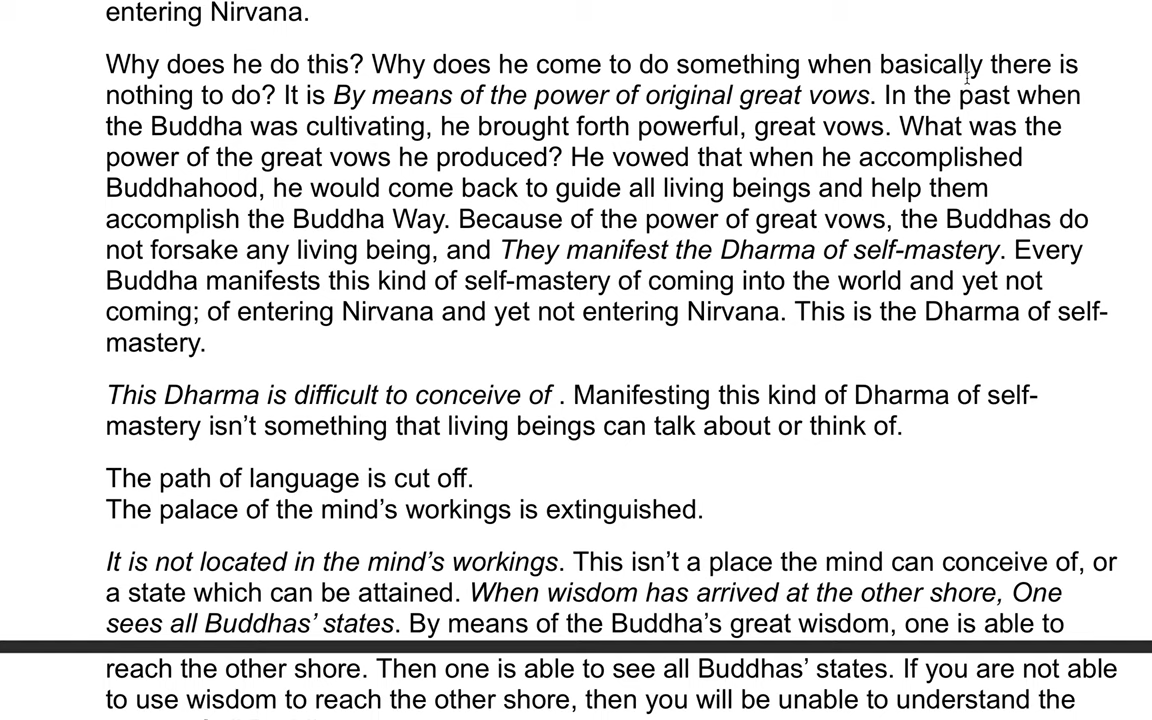 entering Nirvana.
Why does he do this? Why does he come to do something when basically there is
nothing to do? It is By means of the power of original great vows. In the past when
the Buddha was cultivating, he brought forth powerful, great vows. What was the
power of the great vows he produced? He vowed that when he accomplished
Buddhahood, he would come back to guide all living beings and help them
accomplish the Buddha Way. Because of the power of great vows, the Buddhas do
not forsake any living being, and They manifest the Dharma of self-mastery. Every
Buddha manifests this kind of self-mastery of coming into the world and yet not
coming; of entering Nirvana and yet not entering Nirvana. This is the Dharma of self-
mastery.
This Dharma is difficult to conceive of . Manifesting this kind of Dharma of self-
mastery isn’t something that living beings can talk about or think of.
The path of language is cut off.
The palace of the mind’s workings is extinguished.
It is not located in the mind’s workings. This isn’t a place the mind can conceive of, or
a state which can be attained. When wisdom has arrived at the other shore, One
sees all Buddhas’ states. By means of the Buddha’s great wisdom, one is able to
reach the other shore. Then one is able to see all Buddhas’ states. If you are not able
to use wisdom to reach the other shore, then you will be unable to understand the